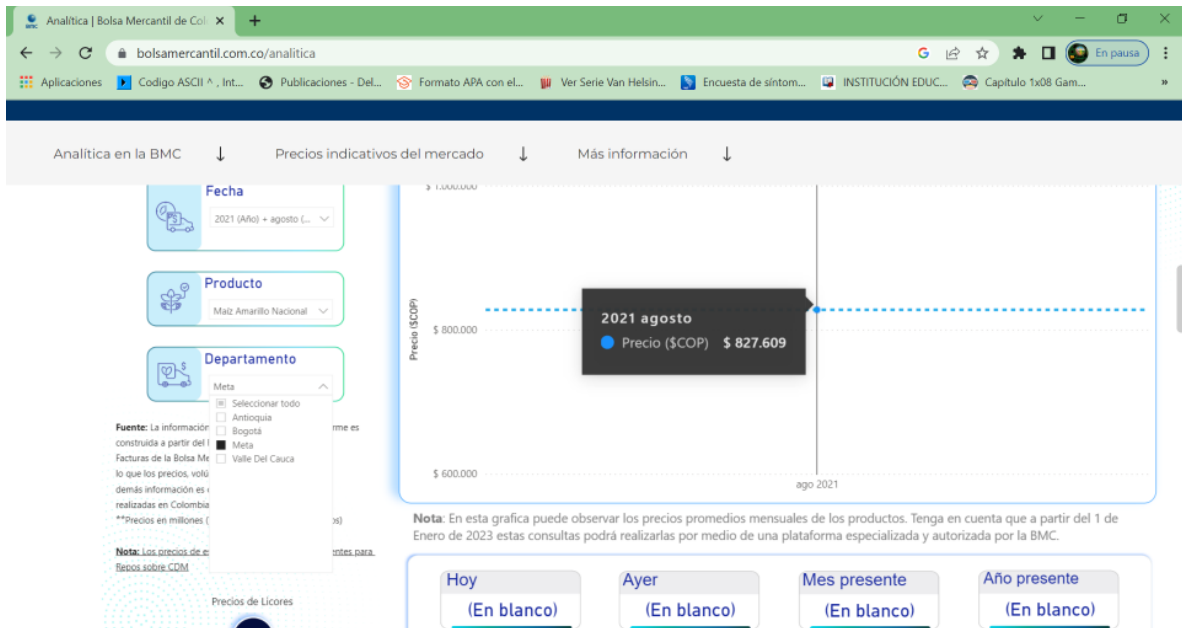 Analítica | Bolsa Mercantil de Col
bolsamercantil.com.co/analitica
En pausa
Aplicaciones
Codigo ASCII ^ , Int...
Publicaciones - Del...
Formato APA con el...
Ver Serie Van Helsin...
Encuesta de síntom...
INSTITUCIÓN EDUC...
Capítulo 1x08 Gam...
»
Analítica en la BMC ↓
Precios indicativos del mercado ↓
Más información ↓
Fecha
2021 (Año) + agosto (...
Producto
Maíz Amarillo Nacional
Departamento
Meta
Seleccionar todo
Antioquia
Bogotá
Meta
Valle Del Cauca
Fuente: La información
rme es
construida a partir del
Facturas de la Bolsa Me
lo que los precios, volú
demás información es
realizadas en Colombia
**Precios en millones (
os)
Nota: Los precios de e
entes para
Repos sobre CDM
Precios de Licores
$ 1.000.000
Precio ($COP)
$ 800.000
$ 600.000
2021 agosto
Precio ($COP) $ 827.609
ago 2021
Nota: En esta grafica puede observar los precios promedios mensuales de los productos. Tenga en cuenta que a partir del 1 de
Enero de 2023 estas consultas podrá realizarlas por medio de una plataforma especializada y autorizada por la BMC.
Hoy
(En blanco)
Ayer
(En blanco)
Mes presente
(En blanco)
Año presente
(En blanco)